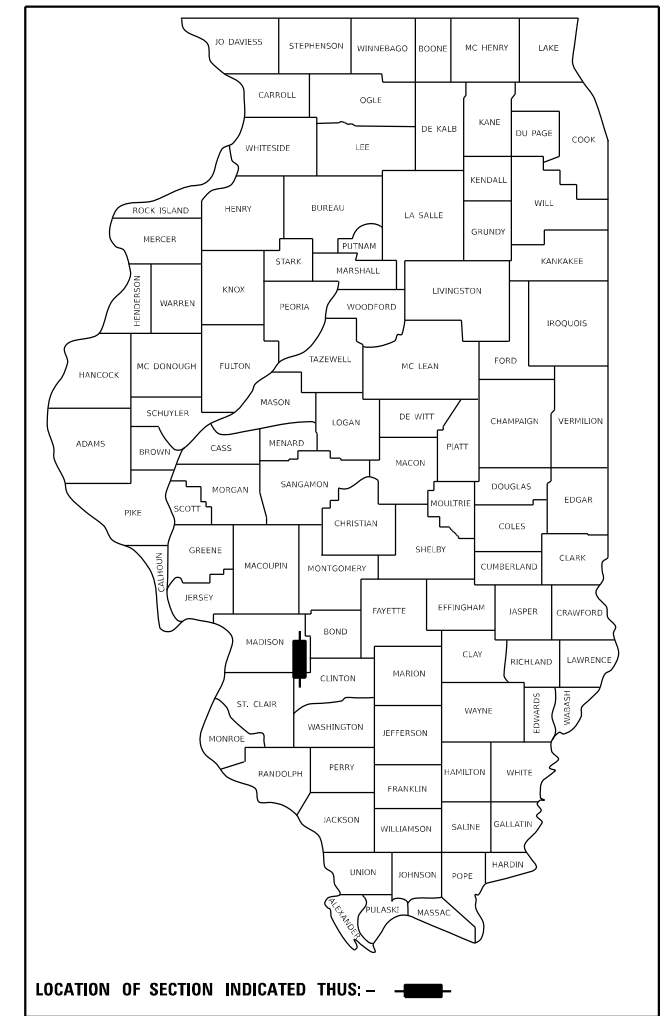 JO DAVIESS STEPHENSON WINNEBAGO BOONE MC HENRY LAKE
CARROLL OGLE DE KALB KANE DU PAGE COOK
WHITESIDE LEE KENDALL WILL
ROCK ISLAND HENRY BUREAU LA SALLE GRUNDY
MERCER PUTNAM KANKAKEE
HENDERSON WARREN KNOX STARK MARSHALL LIVINGSTON IROQUOIS
PEORIA WOODFORD
HANCOCK MC DONOUGH FULTON TAZEWELL MC LEAN FORD
SCHUYLER MASON LOGAN DE WITT CHAMPAIGN VERMILION
ADAMS BROWN CASS MENARD MACON PIATT
PIKE SCOTT MORGAN SANGAMON MOULTRIE DOUGLAS EDGAR
CHRISTIAN COLES
CALHOUN GREENE MACOUPIN MONTGOMERY SHELBY CUMBERLAND CLARK
JERSEY FAYETTE EFFINGHAM JASPER CRAWFORD
MADISON BOND CLAY RICHLAND LAWRENCE
ST. CLAIR CLINTON MARION WAYNE EDWARDS WABASH
MONROE WASHINGTON JEFFERSON
RANDOLPH PERRY FRANKLIN HAMILTON WHITE
JACKSON WILLIAMSON SALINE GALLATIN
UNION JOHNSON POPE HARDIN
ALEXANDER PULASKI MASSAC
LOCATION OF SECTION INDICATED THUS: –